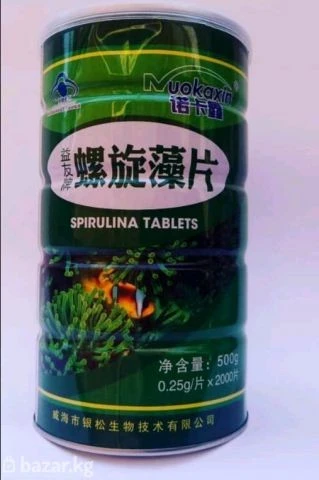 Nuokaxin
诺卡鑫
益友牌
螺旋藻片
SPIRULINA TABLETS
净含量：500g
0.25g/片×2000片
威海市银松生物技术有限公司
bazar.kg